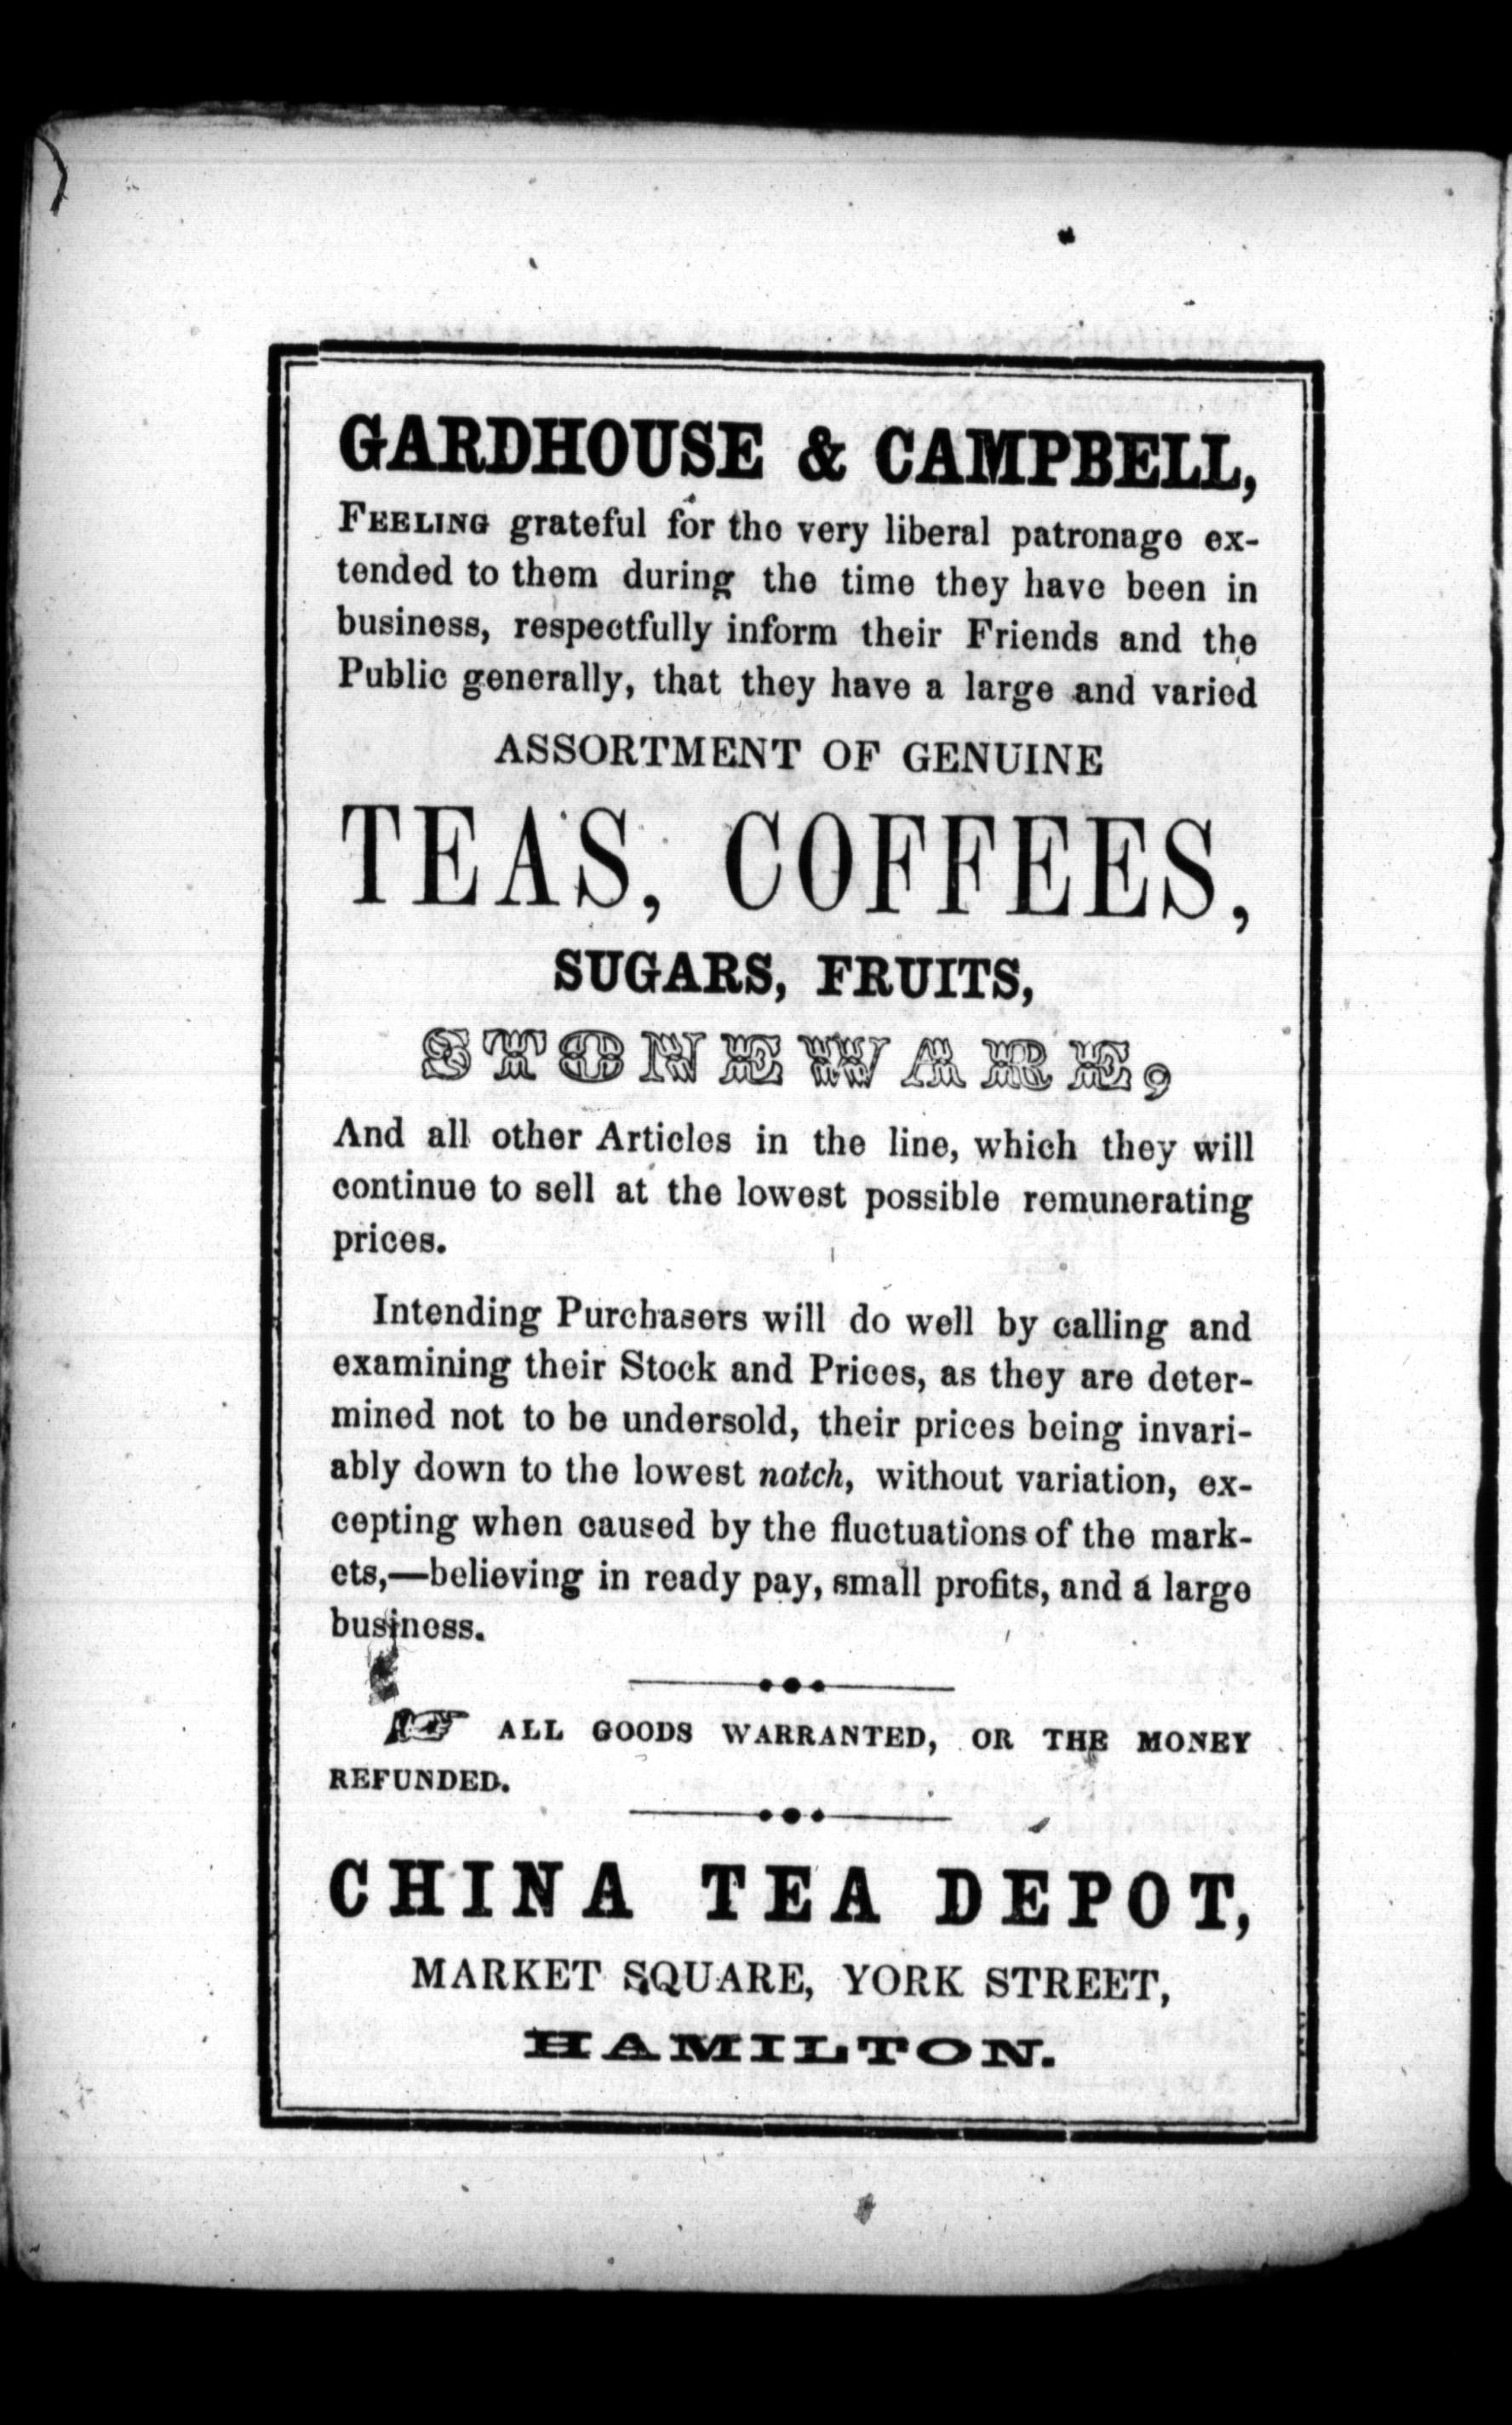 GARDHOUSE & CAMPBELL,
FEELING grateful for the very liberal patronage ex-
tended to them during the time they have been in
business, respectfully inform their Friends and the
Public generally, that they have a large and varied
ASSORTMENT OF GENUINE
TEAS, COFFEES,
SUGARS, FRUITS,
STONEWARE,
And all other Articles in the line, which they will
continue to sell at the lowest possible remunerating
prices.
Intending Purchasers will do well by calling and
examining their Stock and Prices, as they are deter-
mined not to be undersold, their prices being invari-
ably down to the lowest notch, without variation, ex-
cepting when caused by the fluctuations of the mark-
ets,—believing in ready pay, small profits, and a large
business.
☞ ALL GOODS WARRANTED, OR THE MONEY
REFUNDED.
CHINA TEA DEPOT,
MARKET SQUARE, YORK STREET,
HAMILTON.